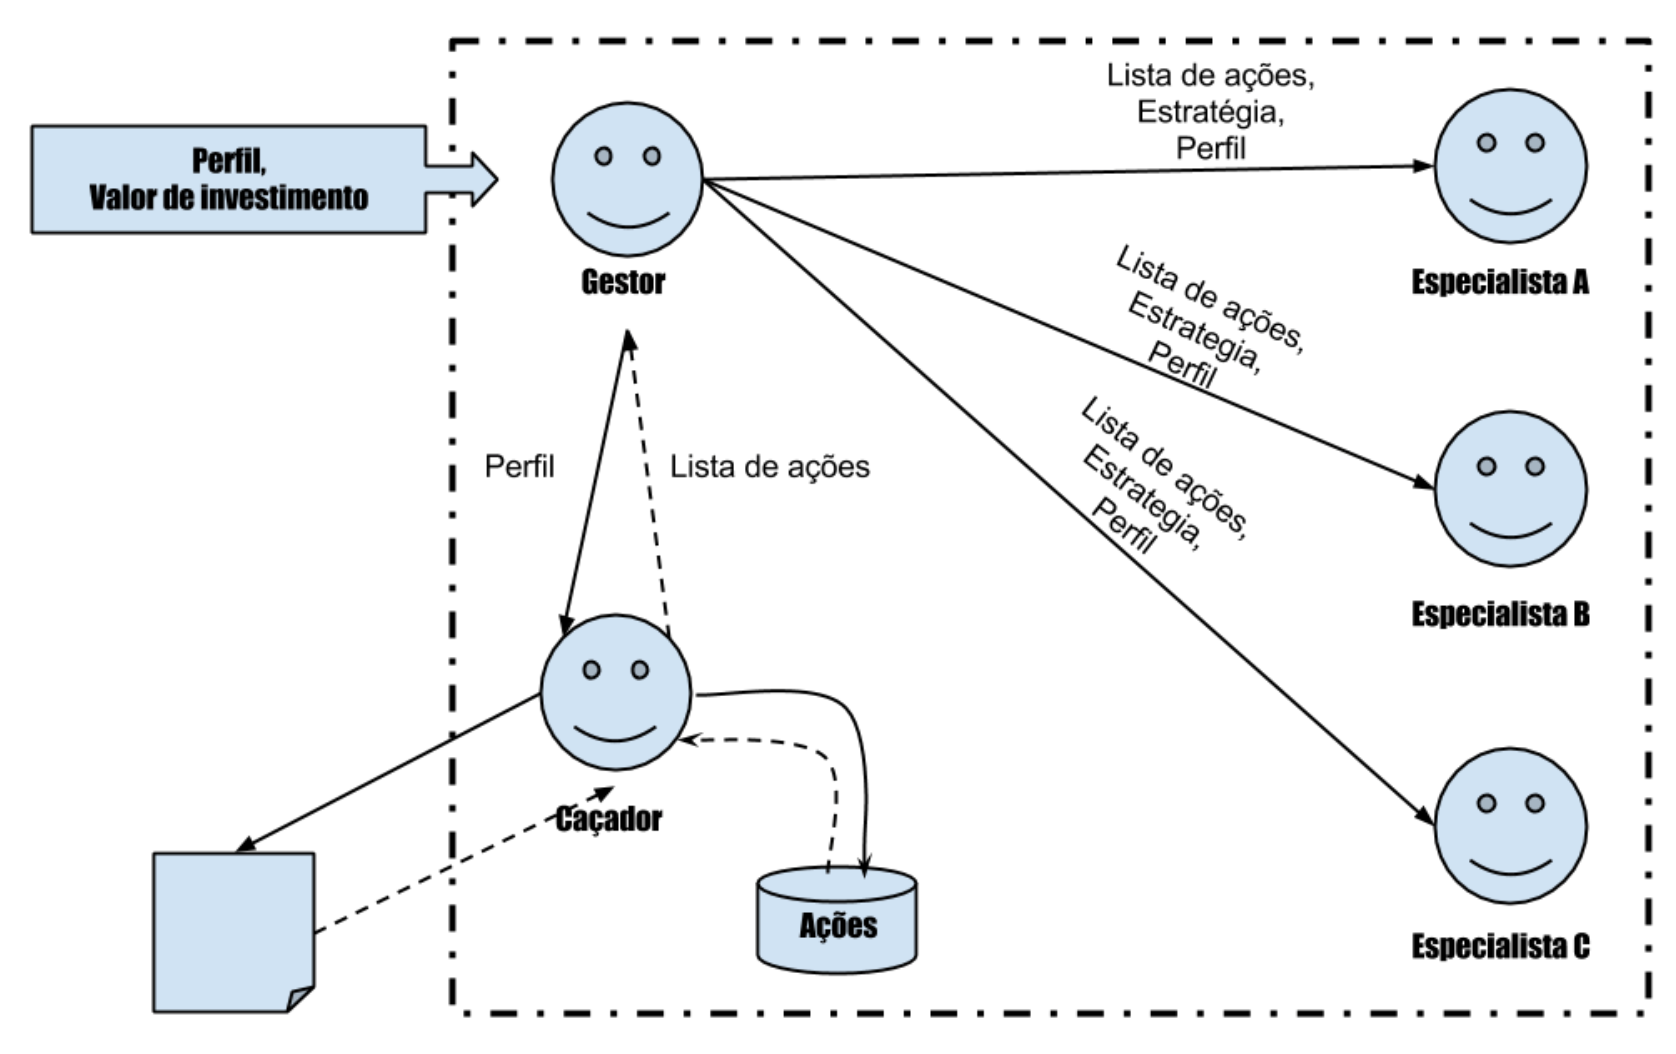 Perfil,
Valor de investimento
Gestor
Lista de ações,
Estratégia,
Perfil
Especialista A
Lista de ações,
Estrategia,
Perfil
Especialista B
Lista de ações,
Estrategia,
Perfil
Especialista C
Perfil
Lista de ações
Caçador
Ações